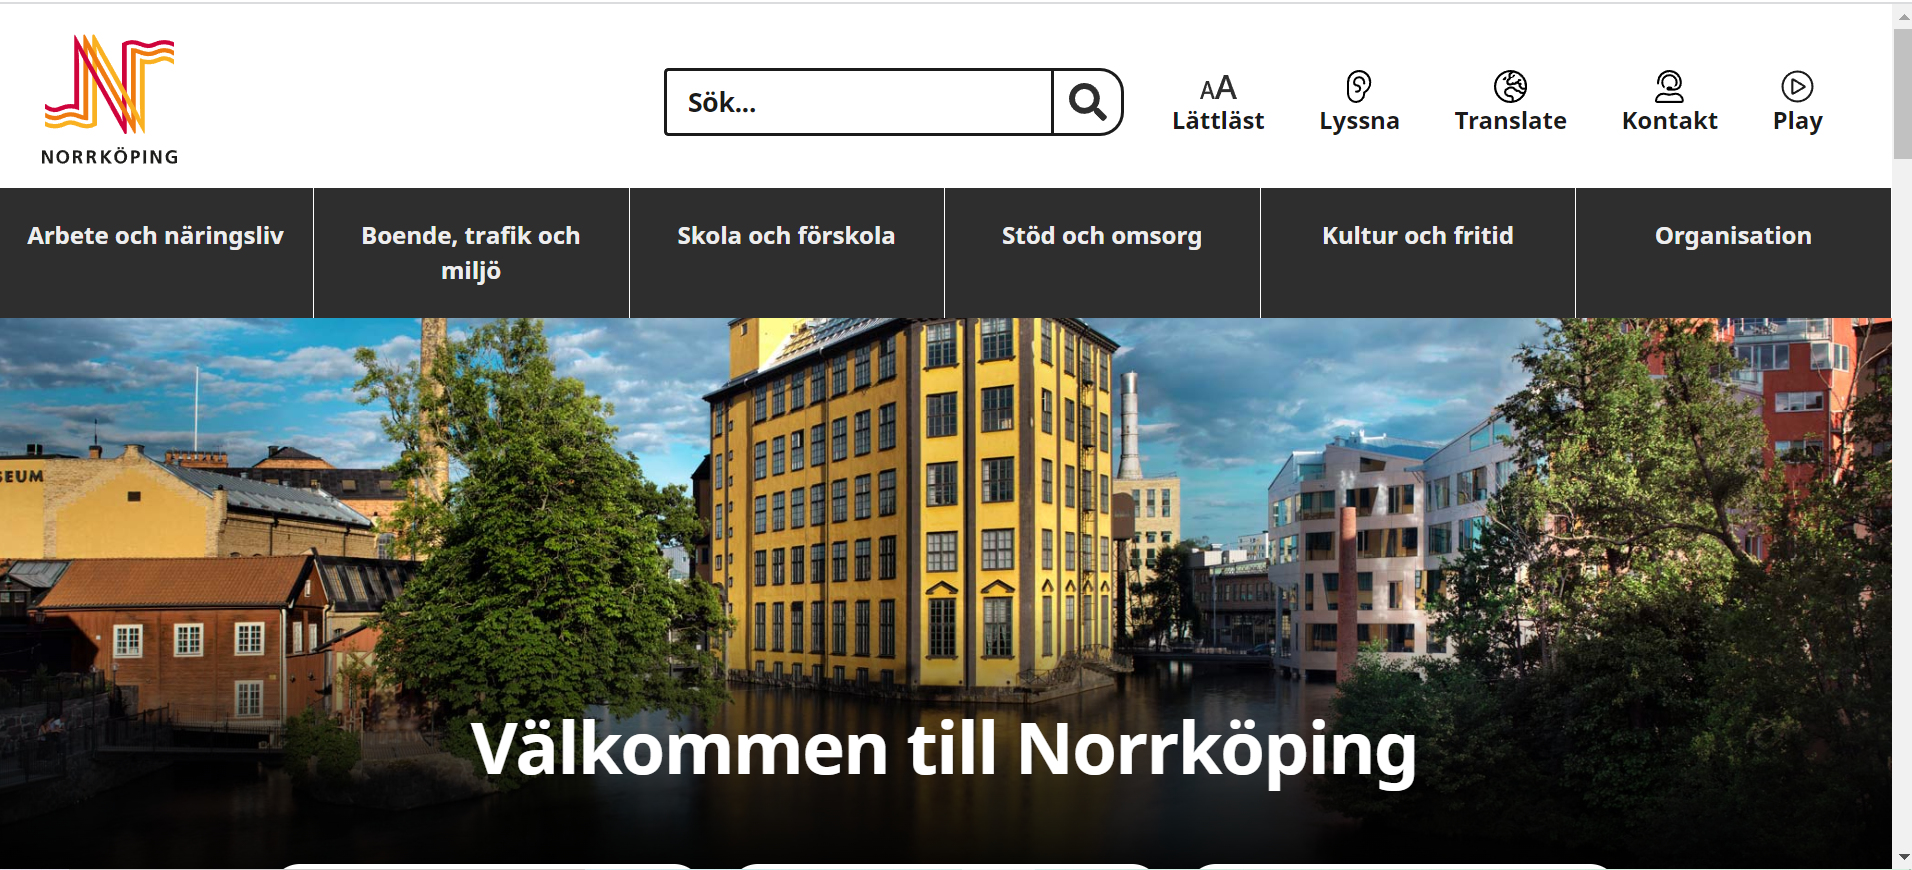 NORRKÖPING
Sök...
AA
Lättläst
Lyssna
Translate
Kontakt
Play
Arbete och näringsliv
Boende, trafik och
miljö
Skola och förskola
Stöd och omsorg
Kultur och fritid
Organisation
SEUM
Välkommen till Norrköping